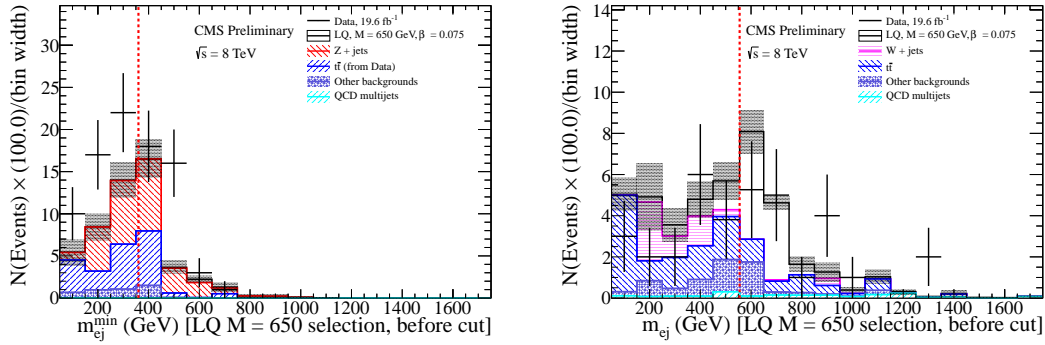 CMS Preliminary
√s = 8 TeV
Data, 19.6 fb⁻¹
LQ, M = 650 GeV, β = 0.075
Z + jets
tt̄ (from Data)
Other backgrounds
QCD multijets
N(Events) × (100.0)/(bin width)
30
20
10
0
200 400 600 800 1000 1200 1400 1600
m_ej^min (GeV) [LQ M = 650 selection, before cut]
CMS Preliminary
√s = 8 TeV
Data, 19.6 fb⁻¹
LQ, M = 650 GeV, β = 0.075
W + jets
tt̄
Other backgrounds
QCD multijets
N(Events) × (100.0)/(bin width)
14
12
10
8
6
4
2
0
200 400 600 800 1000 1200 1400 1600
m_ej (GeV) [LQ M = 650 selection, before cut]